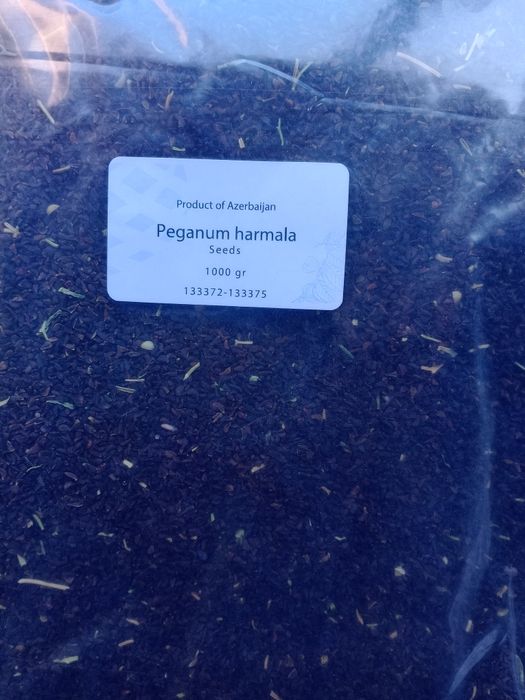 Product of Azerbaijan
Peganum harmala
Seeds
1000 gr
133372-133375